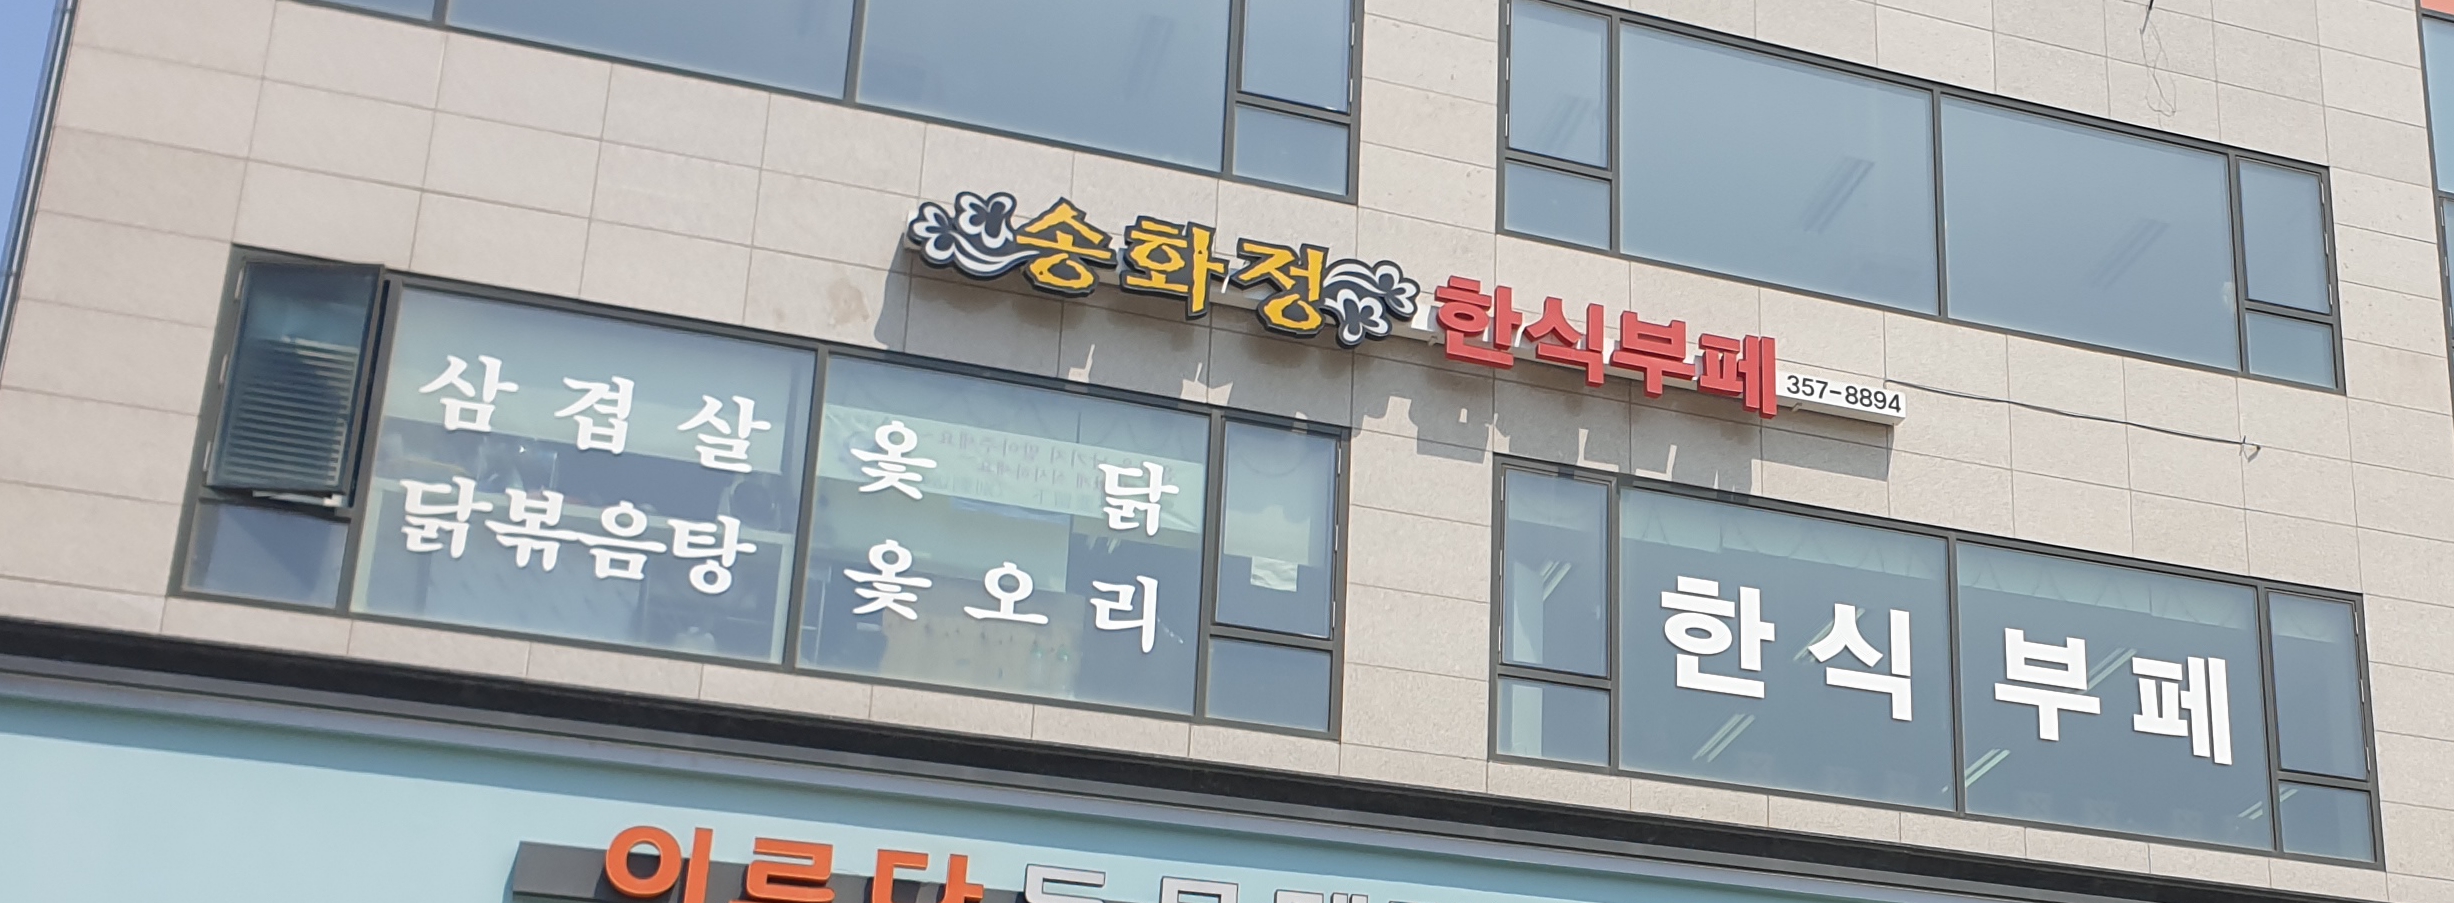 송화정 한식부페 357-8894
삼겹살 옻닭
닭볶음탕 옻오리
한식 부페